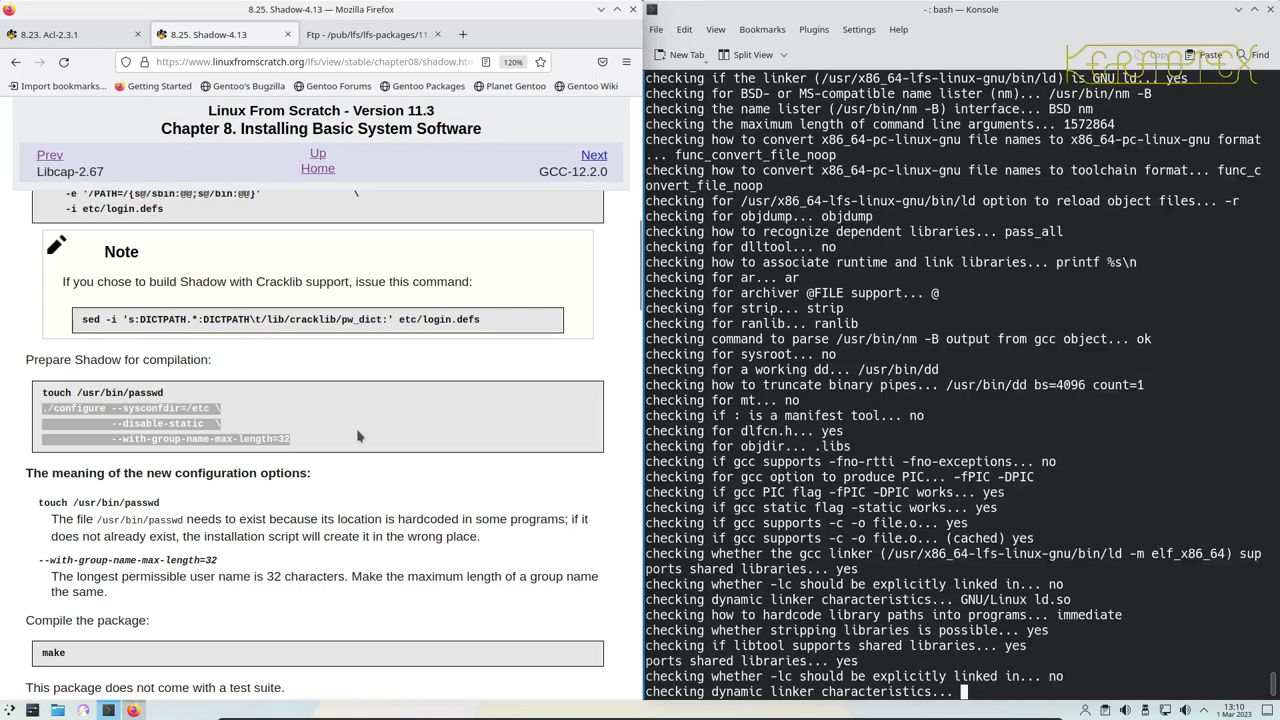 8.25. Shadow-4.13 — Mozilla Firefox
8.23. Acl-2.3.1
8.25. Shadow-4.13
Ftp - /pub/lfs/lfs-packages/11
https://www.linuxfromscratch.org/lfs/view/stable/chapter08/shadow.htm
120%
Import bookmarks...
Getting Started
Gentoo Bugs
Gentoo Forums
Gentoo Packages
Planet Gentoo
Gentoo Wiki
Linux From Scratch - Version 11.3
Chapter 8. Installing Basic System Software
Prev
Up
Next
Libcap-2.67
Home
GCC-12.2.0
-e '/PATH=/{s@/sbin:@@;s@/bin:@@}' \
-i etc/login.defs
Note
If you chose to build Shadow with Cracklib support, issue this command:
sed -i 's:DICTPATH.*:DICTPATH\t/lib/cracklib/pw_dict:' etc/login.defs
Prepare Shadow for compilation:
touch /usr/bin/passwd
./configure --sysconfdir=/etc \
--disable-static \
--with-group-name-max-length=32
The meaning of the new configuration options:
touch /usr/bin/passwd
The file /usr/bin/passwd needs to exist because its location is hardcoded in some programs; if it
does not already exist, the installation script will create it in the wrong place.
--with-group-name-max-length=32
The longest permissible user name is 32 characters. Make the maximum length of a group name
the same.
Compile the package:
make
This package does not come with a test suite.
- : bash — Konsole
File Edit View Bookmarks Plugins Settings Help
New Tab
Split View
Copy
Paste
Find
checking if the linker (/usr/x86_64-lfs-linux-gnu/bin/ld) is GNU ld... yes
checking for BSD- or MS-compatible name lister (nm)... /usr/bin/nm -B
checking the name lister (/usr/bin/nm -B) interface... BSD nm
checking the maximum length of command line arguments... 1572864
checking how to convert x86_64-pc-linux-gnu file names to x86_64-pc-linux-gnu format
... func_convert_file_noop
checking how to convert x86_64-pc-linux-gnu file names to toolchain format... func_c
onvert_file_noop
checking for /usr/x86_64-lfs-linux-gnu/bin/ld option to reload object files... -r
checking for objdump... objdump
checking how to recognize dependent libraries... pass_all
checking for dlltool... no
checking how to associate runtime and link libraries... printf %s\n
checking for ar... ar
checking for archiver @FILE support... @
checking for strip... strip
checking for ranlib... ranlib
checking command to parse /usr/bin/nm -B output from gcc object... ok
checking for sysroot... no
checking for a working dd... /usr/bin/dd
checking how to truncate binary pipes... /usr/bin/dd bs=4096 count=1
checking for mt... no
checking if : is a manifest tool... no
checking for dlfcn.h... yes
checking for objdir... .libs
checking if gcc supports -fno-rtti -fno-exceptions... no
checking for gcc option to produce PIC... -fPIC -DPIC
checking if gcc PIC flag -fPIC -DPIC works... yes
checking if gcc static flag -static works... yes
checking if gcc supports -c -o file.o... yes
checking if gcc supports -c -o file.o... (cached) yes
checking whether the gcc linker (/usr/x86_64-lfs-linux-gnu/bin/ld -m elf_x86_64) sup
ports shared libraries... yes
checking whether -lc should be explicitly linked in... no
checking dynamic linker characteristics... GNU/Linux ld.so
checking how to hardcode library paths into programs... immediate
checking whether stripping libraries is possible... yes
checking if libtool supports shared libraries... yes
ports shared libraries... yes
checking whether -lc should be explicitly linked in... no
checking dynamic linker characteristics...
13:10
1 Mar 2023